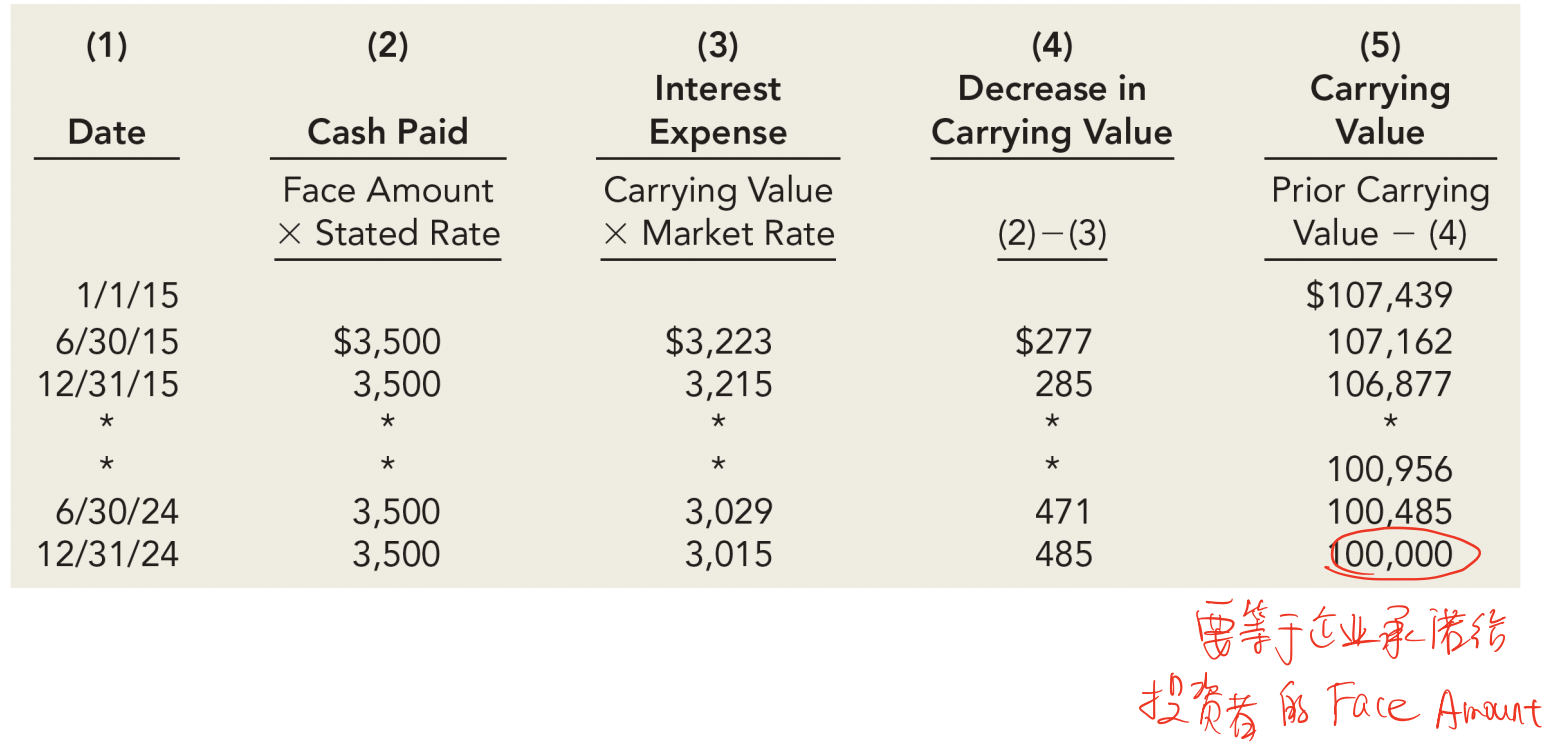 (1) (2) (3) (4) (5)
Interest Decrease in Carrying
Date Cash Paid Expense Carrying Value Value
Face Amount Carrying Value Prior Carrying
× Stated Rate × Market Rate (2)−(3) Value − (4)
1/1/15 $107,439
6/30/15 $3,500 $3,223 $277 107,162
12/31/15 3,500 3,215 285 106,877
* * * * *
* * * * 100,956
6/30/24 3,500 3,029 471 100,485
12/31/24 3,500 3,015 485 100,000
要等于企业承诺给
投资者的 Face Amount